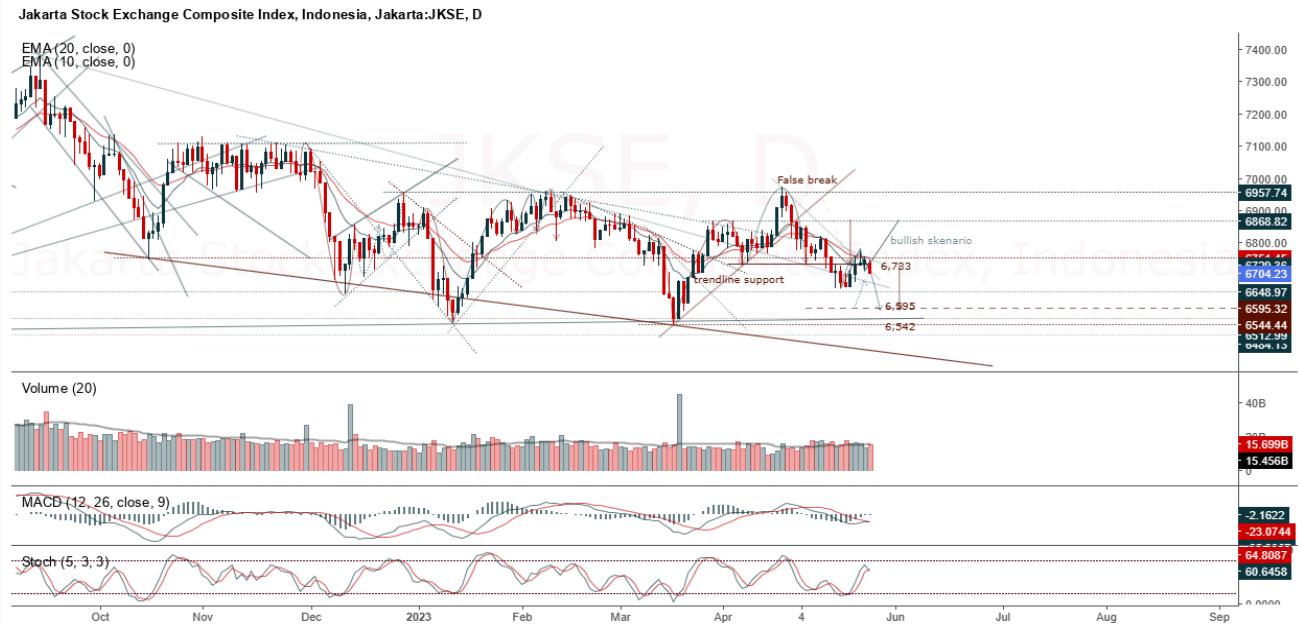 Jakarta Stock Exchange Composite Index, Indonesia, Jakarta:JKSE, D
EMA (20, close, 0)
EMA (10, close, 0)
JKSE, D
False break
bullish skenario
6,733
trendline support
6,595
6,542
7400.00
7300.00
7200.00
7100.00
7000.00
6957.74
6900.00
6868.82
6800.00
6704.23
6648.97
6595.32
6544.44
6512.99
Volume (20)
40B
15.699B
15.456B
0
MACD (12, 26, close, 9)
-2.1622
-23.0744
Stoch (5, 3, 3)
64.8087
60.6458
0.0000
Oct Nov Dec 2023 Feb Mar Apr 4 Jun Jul Aug Sep